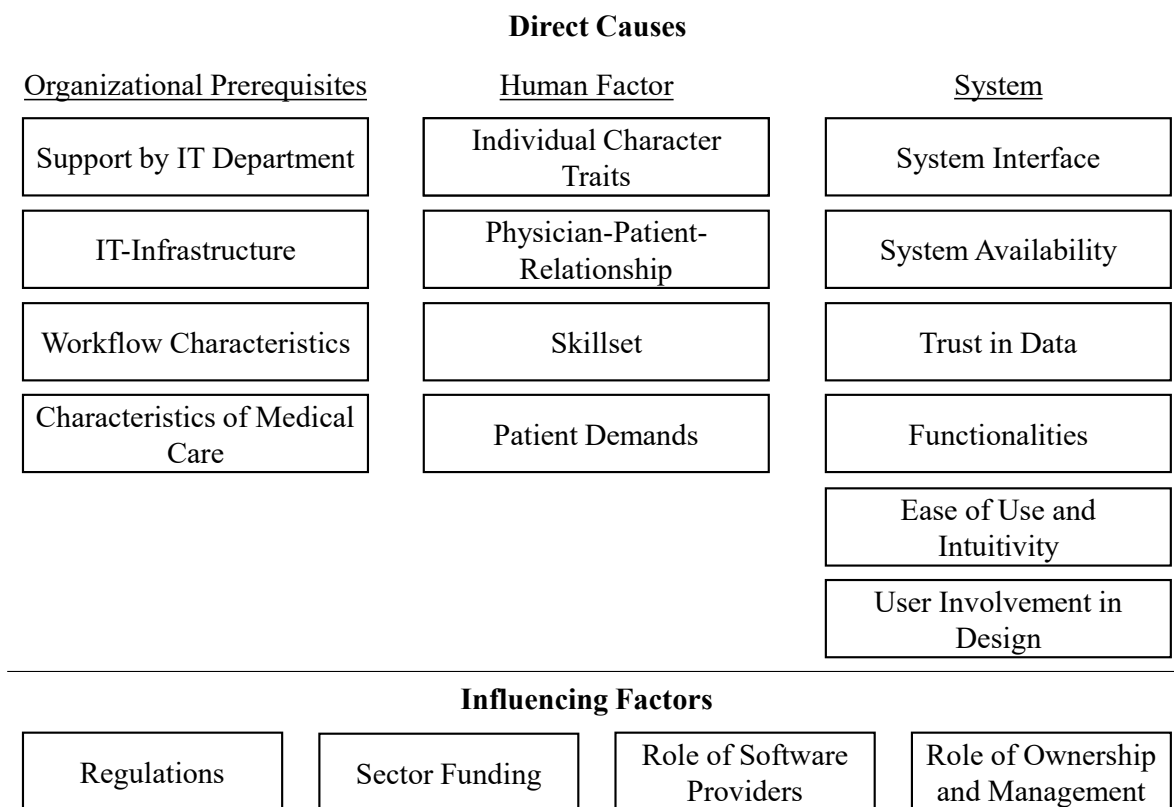 Direct Causes
Organizational Prerequisites
Human Factor
System
Support by IT Department
Individual Character
Traits
System Interface
IT-Infrastructure
Physician-Patient-
Relationship
System Availability
Workflow Characteristics
Skillset
Trust in Data
Characteristics of Medical
Care
Patient Demands
Functionalities
Ease of Use and
Intuitivity
User Involvement in
Design
Influencing Factors
Regulations
Sector Funding
Role of Software
Providers
Role of Ownership
and Management